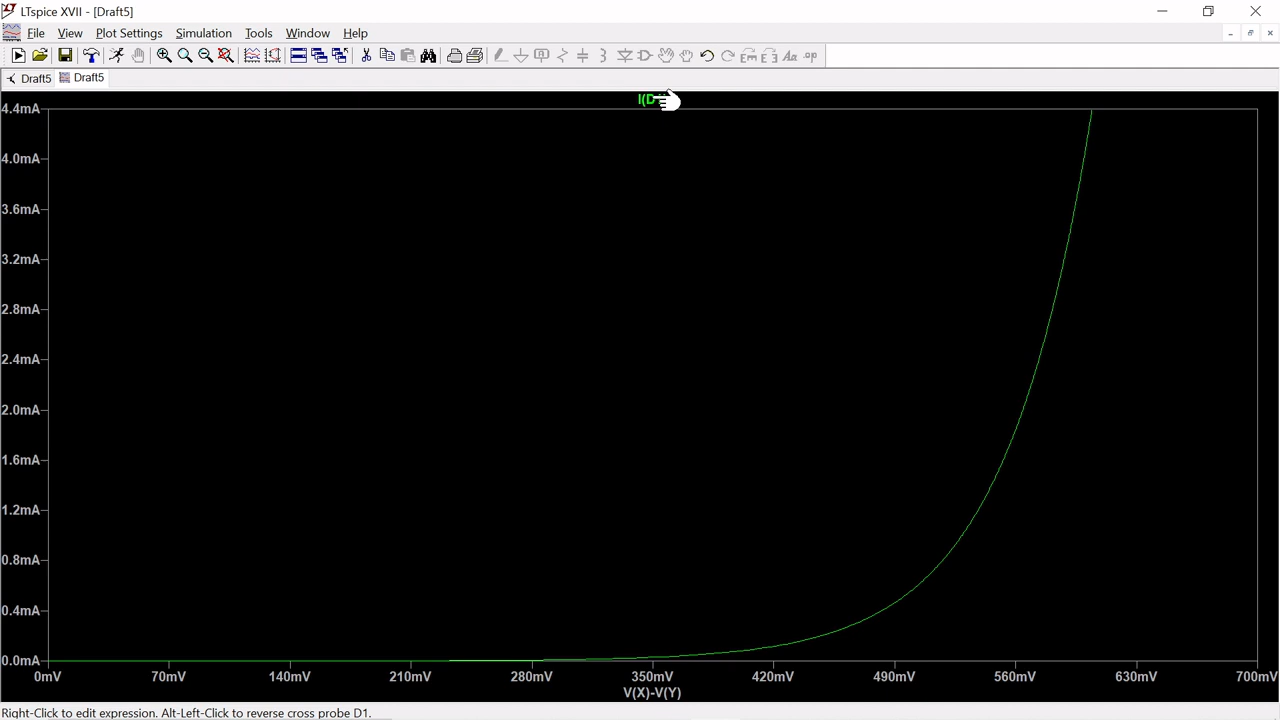 LTspice XVII - [Draft5]
File View Plot Settings Simulation Tools Window Help
Draft5 Draft5
I(D
4.4mA
4.0mA
3.6mA
3.2mA
2.8mA
2.4mA
2.0mA
1.6mA
1.2mA
0.8mA
0.4mA
0.0mA
0mV 70mV 140mV 210mV 280mV 350mV 420mV 490mV 560mV 630mV 700mV
V(X)-V(Y)
Right-Click to edit expression. Alt-Left-Click to reverse cross probe D1.